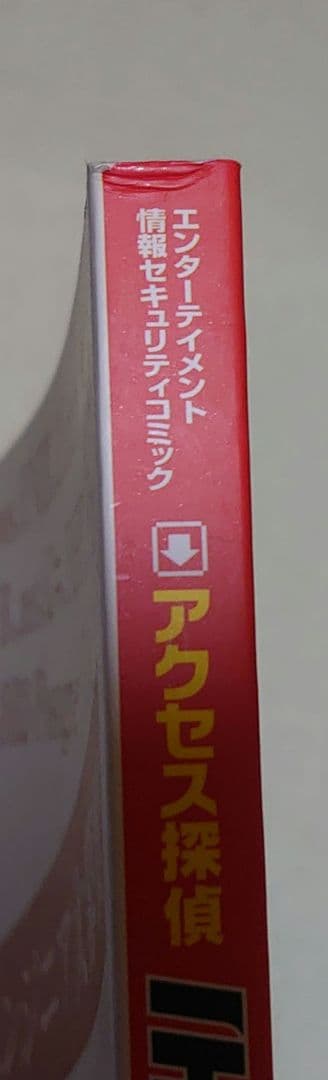 エンターテイメント
情報セキュリティコミック
アクセス探偵